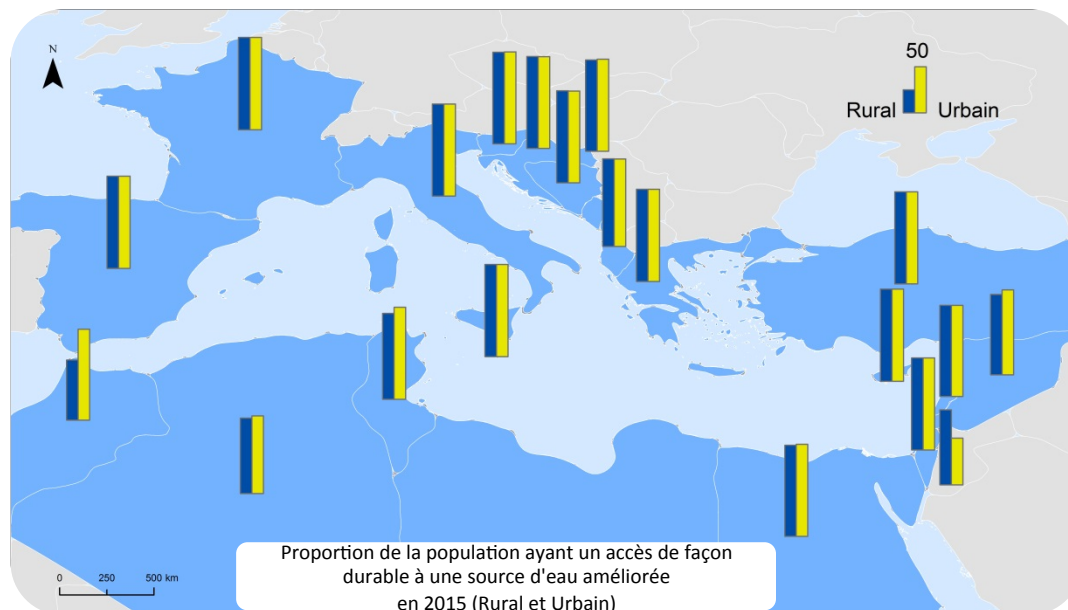 N
50
Rural Urbain
0 250 500 km
Proportion de la population ayant un accès de façon
durable à une source d'eau améliorée
en 2015 (Rural et Urbain)